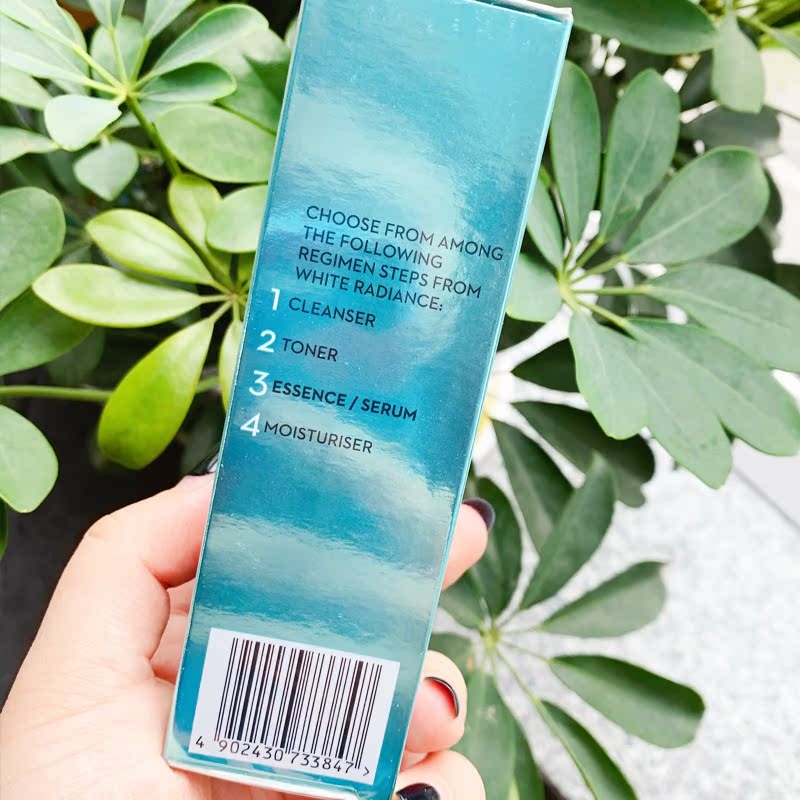 CHOOSE FROM AMONG
THE FOLLOWING
REGIMEN STEPS FROM
WHITE RADIANCE:
1 CLEANSER
2 TONER
3 ESSENCE / SERUM
4 MOISTURISER
4 902430 733847 >